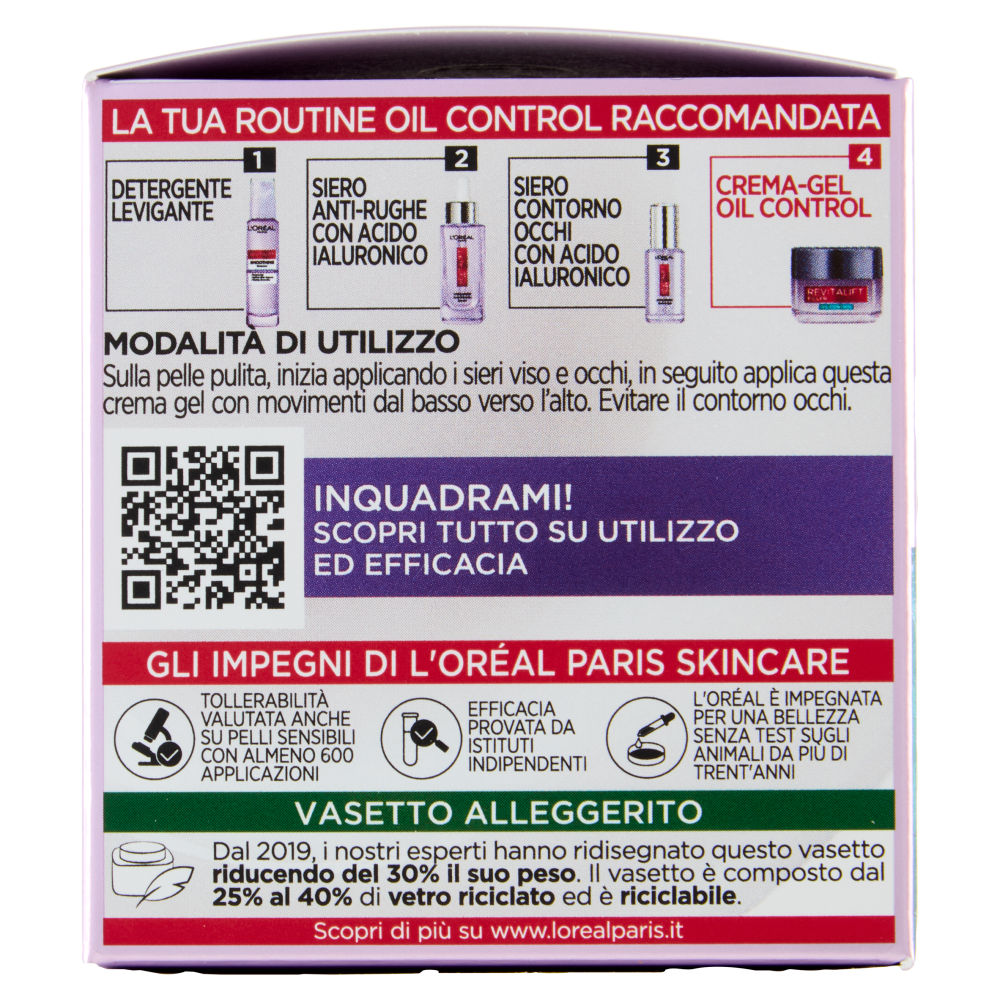 LA TUA ROUTINE OIL CONTROL RACCOMANDATA
1
DETERGENTE
LEVIGANTE
L'ORÉAL
2
SIERO
ANTI-RUGHE
CON ACIDO
IALURONICO
L'ORÉAL
3
SIERO
CONTORNO
OCCHI
CON ACIDO
IALURONICO
4
CREMA-GEL
OIL CONTROL
REVITALIFT
MODALITÀ DI UTILIZZO
Sulla pelle pulita, inizia applicando i sieri viso e occhi, in seguito applica questa
crema gel con movimenti dal basso verso l'alto. Evitare il contorno occhi.
INQUADRAMI!
SCOPRI TUTTO SU UTILIZZO
ED EFFICACIA
GLI IMPEGNI DI L'ORÉAL PARIS SKINCARE
TOLLERABILITÀ
VALUTATA ANCHE
SU PELLI SENSIBILI
CON ALMENO 600
APPLICAZIONI
EFFICACIA
PROVATA DA
ISTITUTI
INDIPENDENTI
L'ORÉAL È IMPEGNATA
PER UNA BELLEZZA
SENZA TEST SUGLI
ANIMALI DA PIÙ DI
TRENT'ANNI
VASETTO ALLEGGERITO
Dal 2019, i nostri esperti hanno ridisegnato questo vasetto
riducendo del 30% il suo peso. Il vasetto è composto dal
25% al 40% di vetro riciclato ed è riciclabile.
Scopri di più su www.lorealparis.it